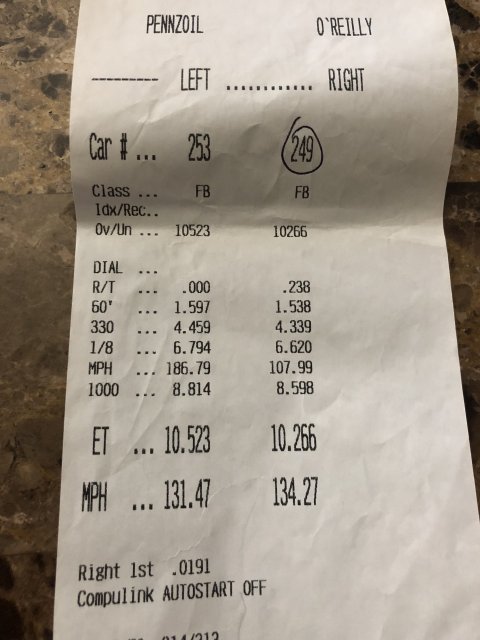 PENNZOIL O'REILLY
--------- LEFT ............ RIGHT
Car # ... 253 249
Class ... FB FB
Idx/Rec..
Ov/Un ... 10523 10266
DIAL ...
R/T ... .000 .238
60' ... 1.597 1.538
330 ... 4.459 4.339
1/8 ... 6.794 6.620
MPH ... 186.79 107.99
1000 ... 8.814 8.598
ET ... 10.523 10.266
MPH ... 131.47 134.27
Right 1st .0191
Compulink AUTOSTART OFF